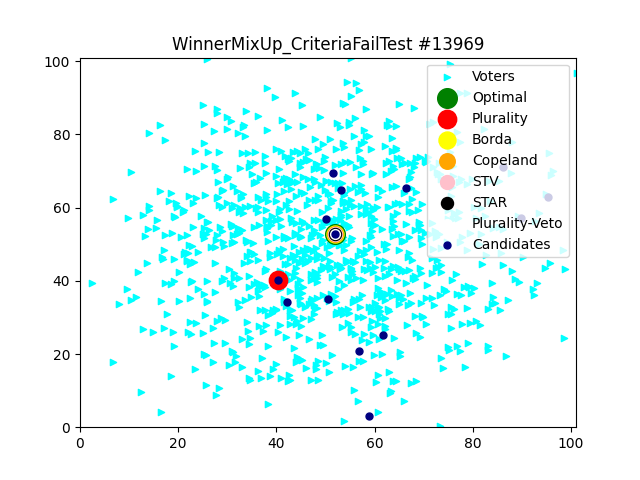 WinnerMixUp_CriteriaFailTest #13969
100
80
60
40
20
0
0
20
40
60
80
100
Voters
Optimal
Plurality
Borda
Copeland
STV
STAR
Plurality-Veto
Candidates